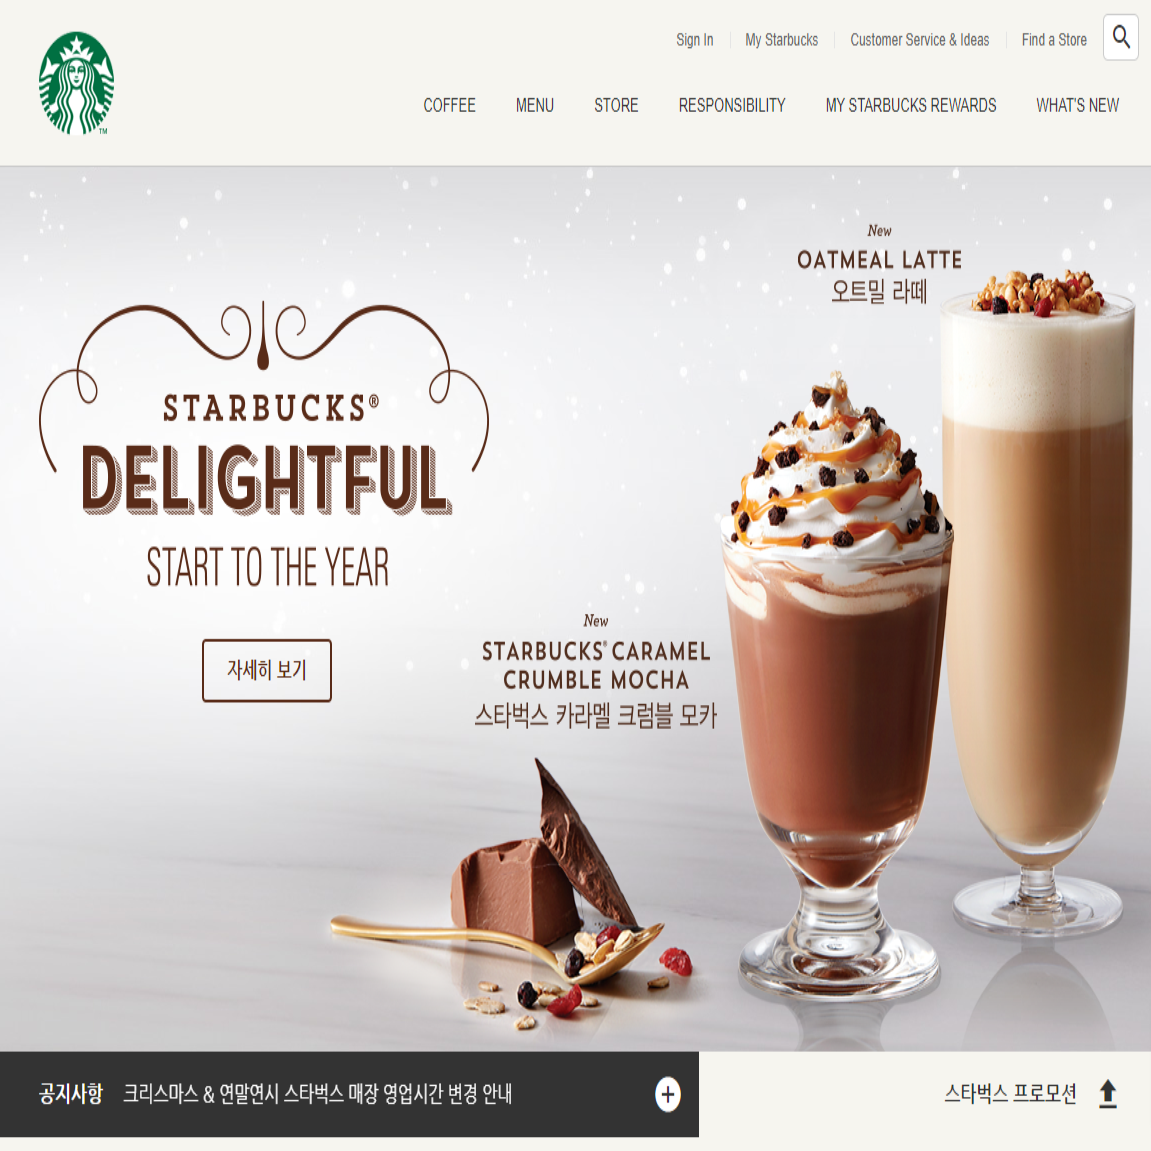 Sign In
My Starbucks
Customer Service & Ideas
Find a Store
COFFEE
MENU
STORE
RESPONSIBILITY
MY STARBUCKS REWARDS
WHAT'S NEW
TM
New
OATMEAL LATTE
오트밀 라떼
STARBUCKS®
DELIGHTFUL
START TO THE YEAR
자세히 보기
New
STARBUCKS® CARAMEL
CRUMBLE MOCHA
스타벅스 카라멜 크럼블 모카
공지사항 크리스마스 & 연말연시 스타벅스 매장 영업시간 변경 안내
스타벅스 프로모션